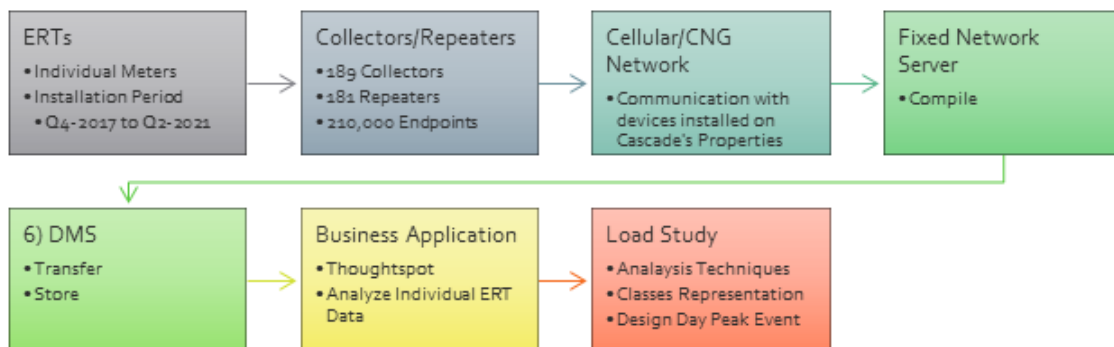 ERTs
• Individual Meters
• Installation Period
• Q4-2017 to Q2-2021
Collectors/Repeaters
• 189 Collectors
• 181 Repeaters
• 210,000 Endpoints
Cellular/CNG
Network
• Communication with
devices installed on
Cascade's Properties
Fixed Network
Server
• Compile
6) DMS
• Transfer
• Store
Business Application
• Thoughtspot
• Analyze Individual ERT
Data
Load Study
• Analaysis Techniques
• Classes Representation
• Design Day Peak Event